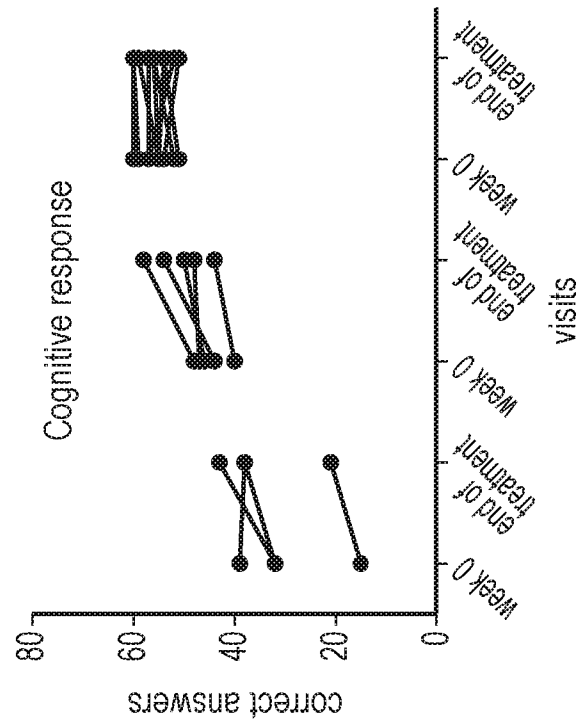 Cognitive response
correct answers
80
60
40
20
0
week 0
end of
treatment
week 0
end of
treatment
week 0
end of
treatment
visits